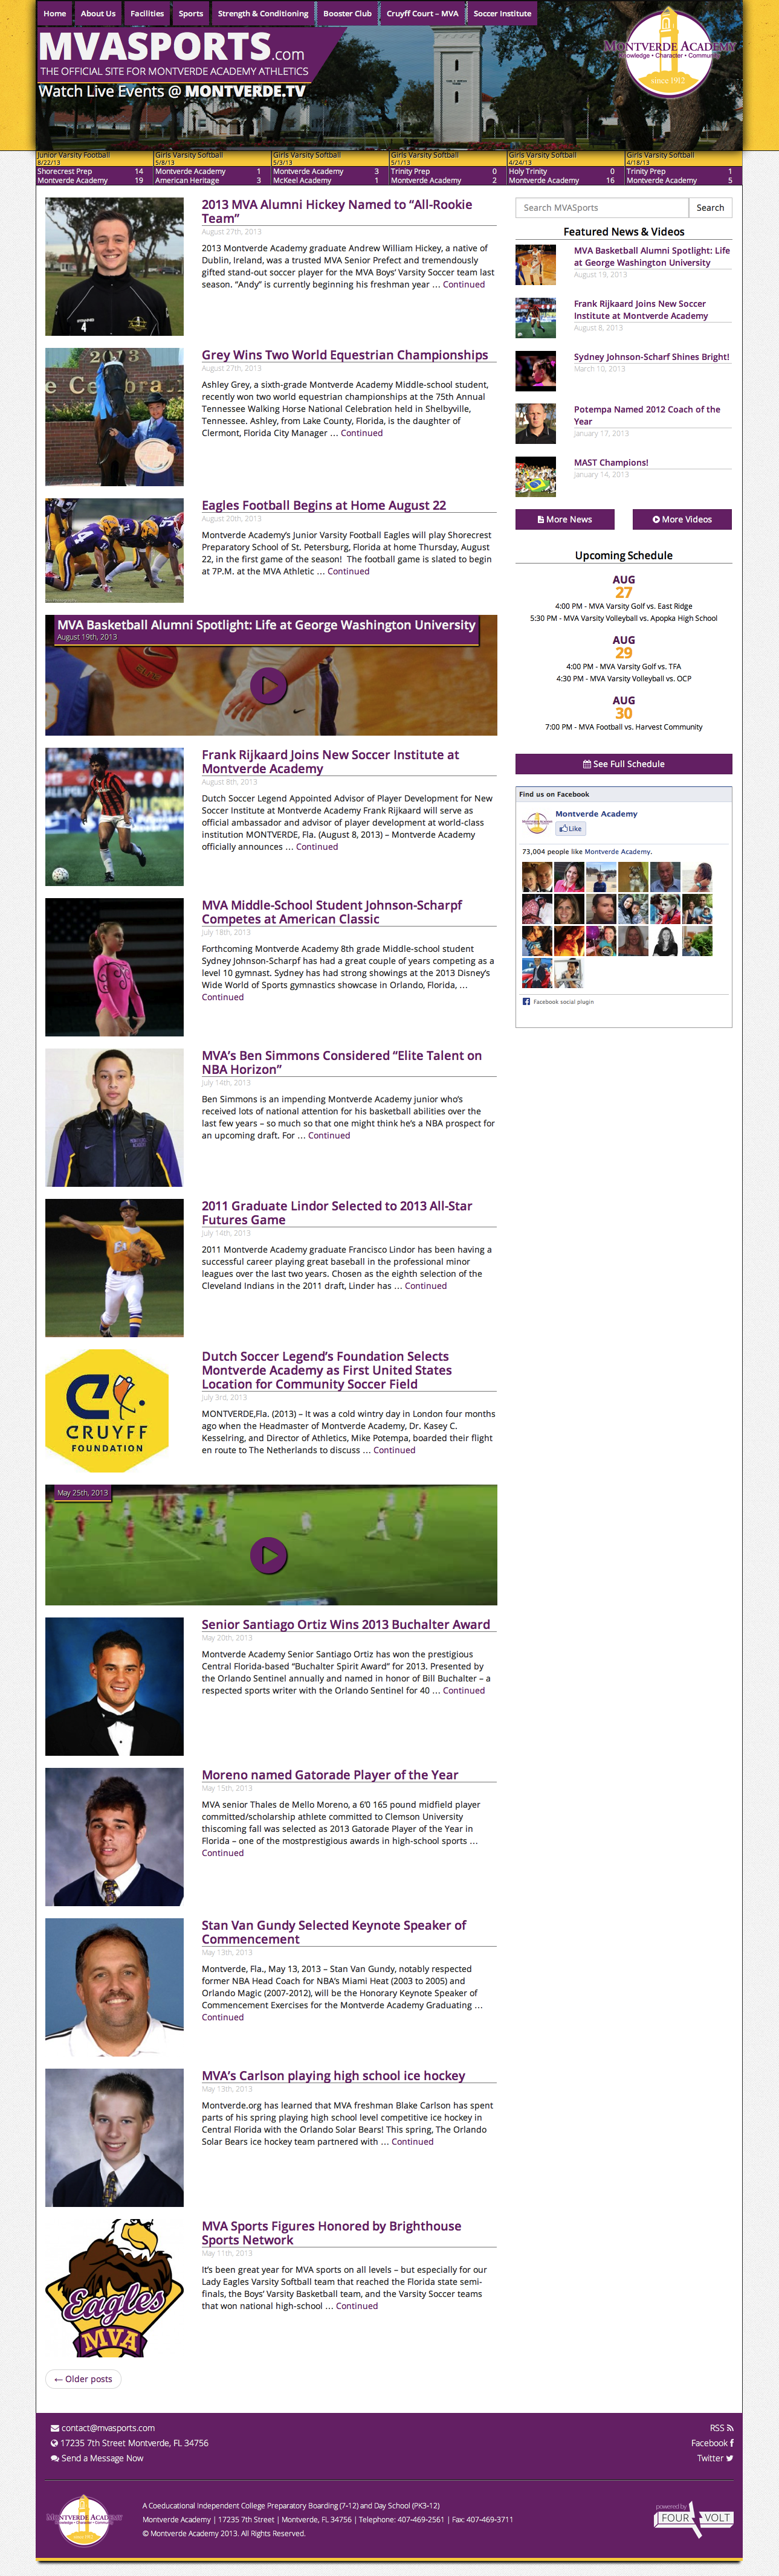 Home About Us Facilities Sports Strength & Conditioning Booster Club Cruyff Court – MVA Soccer Institute
MVASPORTS.com
THE OFFICIAL SITE FOR MONTVERDE ACADEMY ATHLETICS
Watch Live Events @ MONTVERDE.TV
MONTVERDE ACADEMY
Knowledge • Character • Community
since 1912
Junior Varsity Football
8/22/13
Shorecrest Prep 14
Montverde Academy 19
Girls Varsity Softball
5/8/13
Montverde Academy 1
American Heritage 3
Girls Varsity Softball
5/3/13
Montverde Academy 3
McKeel Academy 1
Girls Varsity Softball
5/1/13
Trinity Prep 0
Montverde Academy 2
Girls Varsity Softball
4/24/13
Holy Trinity 0
Montverde Academy 16
Girls Varsity Softball
4/18/13
Trinity Prep 1
Montverde Academy 5
2013 MVA Alumni Hickey Named to “All-Rookie
Team”
August 27th, 2013
2013 Montverde Academy graduate Andrew William Hickey, a native of
Dublin, Ireland, was a trusted MVA Senior Prefect and tremendously
gifted stand-out soccer player for the MVA Boys’ Varsity Soccer team last
season. “Andy” is currently beginning his freshman year … Continued
4
2013
Grey Wins Two World Equestrian Championships
August 27th, 2013
Ashley Grey, a sixth-grade Montverde Academy Middle-school student,
recently won two world equestrian championships at the 75th Annual
Tennessee Walking Horse National Celebration held in Shelbyville,
Tennessee. Ashley, from Lake County, Florida, is the daughter of
Clermont, Florida City Manager … Continued
Eagles Football Begins at Home August 22
August 20th, 2013
Montverde Academy’s Junior Varsity Football Eagles will play Shorecrest
Preparatory School of St. Petersburg, Florida at home Thursday, August
22, in the first game of the season!  The football game is slated to begin
at 7P.M. at the MVA Athletic … Continued
MVA Basketball Alumni Spotlight: Life at George Washington University
August 19th, 2013
Frank Rijkaard Joins New Soccer Institute at
Montverde Academy
August 8th, 2013
Dutch Soccer Legend Appointed Advisor of Player Development for New
Soccer Institute at Montverde Academy Frank Rijkaard will serve as
official ambassador and advisor of player development at world-class
institution MONTVERDE, Fla. (August 8, 2013) – Montverde Academy
officially announces … Continued
MVA Middle-School Student Johnson-Scharpf
Competes at American Classic
July 18th, 2013
Forthcoming Montverde Academy 8th grade Middle-school student
Sydney Johnson-Scharpf has had a great couple of years competing as a
level 10 gymnast. Sydney has had strong showings at the 2013 Disney’s
Wide World of Sports gymnastics showcase in Orlando, Florida, …
Continued
MVA’s Ben Simmons Considered “Elite Talent on
NBA Horizon”
July 14th, 2013
Ben Simmons is an impending Montverde Academy junior who’s
received lots of national attention for his basketball abilities over the
last few years – so much so that one might think he’s a NBA prospect for
an upcoming draft. For … Continued
2011 Graduate Lindor Selected to 2013 All-Star
Futures Game
July 14th, 2013
2011 Montverde Academy graduate Francisco Lindor has been having a
successful career playing great baseball in the professional minor
leagues over the last two years. Chosen as the eighth selection of the
Cleveland Indians in the 2011 draft, Linder has … Continued
CRUYFF
FOUNDATION
Dutch Soccer Legend’s Foundation Selects
Montverde Academy as First United States
Location for Community Soccer Field
July 3rd, 2013
MONTVERDE,Fla. (2013) – It was a cold wintry day in London four months
ago when the Headmaster of Montverde Academy, Dr. Kasey C.
Kesselring, and Director of Athletics, Mike Potempa, boarded their flight
en route to The Netherlands to discuss … Continued
May 25th, 2013
Senior Santiago Ortiz Wins 2013 Buchalter Award
May 20th, 2013
Montverde Academy Senior Santiago Ortiz has won the prestigious
Central Florida-based “Buchalter Spirit Award” for 2013. Presented by
the Orlando Sentinel annually and named in honor of Bill Buchalter – a
respected sports writer with the Orlando Sentinel for 40 … Continued
Moreno named Gatorade Player of the Year
May 15th, 2013
MVA senior Thales de Mello Moreno, a 6’0 165 pound midfield player
committed/scholarship athlete committed to Clemson University
thiscoming fall was selected as 2013 Gatorade Player of the Year in
Florida – one of the mostprestigious awards in high-school sports …
Continued
Stan Van Gundy Selected Keynote Speaker of
Commencement
May 13th, 2013
Montverde, Fla., May 13, 2013 – Stan Van Gundy, notably respected
former NBA Head Coach for NBA’s Miami Heat (2003 to 2005) and
Orlando Magic (2007-2012), will be the Honorary Keynote Speaker of
Commencement Exercises for the Montverde Academy Graduating …
Continued
MVA’s Carlson playing high school ice hockey
May 13th, 2013
Montverde.org has learned that MVA freshman Blake Carlson has spent
parts of his spring playing high school level competitive ice hockey in
Central Florida with the Orlando Solar Bears! This spring, The Orlando
Solar Bears ice hockey team partnered with … Continued
Eagles
MVA
MVA Sports Figures Honored by Brighthouse
Sports Network
May 11th, 2013
It’s been great year for MVA sports on all levels – but especially for our
Lady Eagles Varsity Softball team that reached the Florida state semi-
finals, the Boys’ Varsity Basketball team, and the Varsity Soccer teams
that won national high-school … Continued
← Older posts
Search MVASports Search
Featured News & Videos
MVA Basketball Alumni Spotlight: Life
at George Washington University
August 19, 2013
Frank Rijkaard Joins New Soccer
Institute at Montverde Academy
August 8, 2013
Sydney Johnson-Scharf Shines Bright!
March 10, 2013
Potempa Named 2012 Coach of the
Year
January 17, 2013
MAST Champions!
January 14, 2013
More News More Videos
Upcoming Schedule
AUG
27
4:00 PM - MVA Varsity Golf vs. East Ridge
5:30 PM - MVA Varsity Volleyball vs. Apopka High School
AUG
29
4:00 PM - MVA Varsity Golf vs. TFA
4:30 PM - MVA Varsity Volleyball vs. OCP
AUG
30
7:00 PM - MVA Football vs. Harvest Community
See Full Schedule
Find us on Facebook
Montverde Academy
Like
73,004 people like Montverde Academy.
Facebook social plugin
contact@mvasports.com
17235 7th Street Montverde, FL 34756
Send a Message Now
RSS
Facebook
Twitter
MONTVERDE ACADEMY
A Coeducational Independent College Preparatory Boarding (7-12) and Day School (PK3-12)
Montverde Academy | 17235 7th Street | Montverde, FL 34756 | Telephone: 407-469-2561 | Fax: 407-469-3711
© Montverde Academy 2013. All Rights Reserved.
powered by
FOUR VOLT